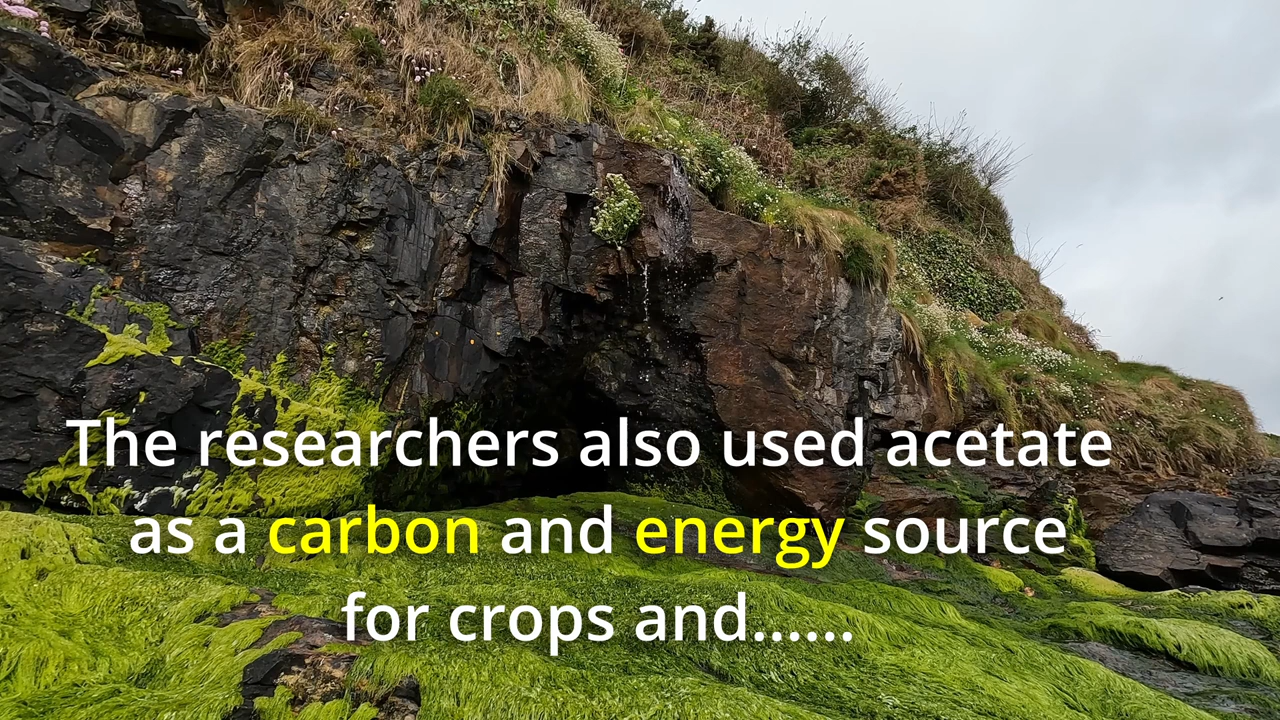 The researchers also used acetate
as a carbon and energy source
for crops and......